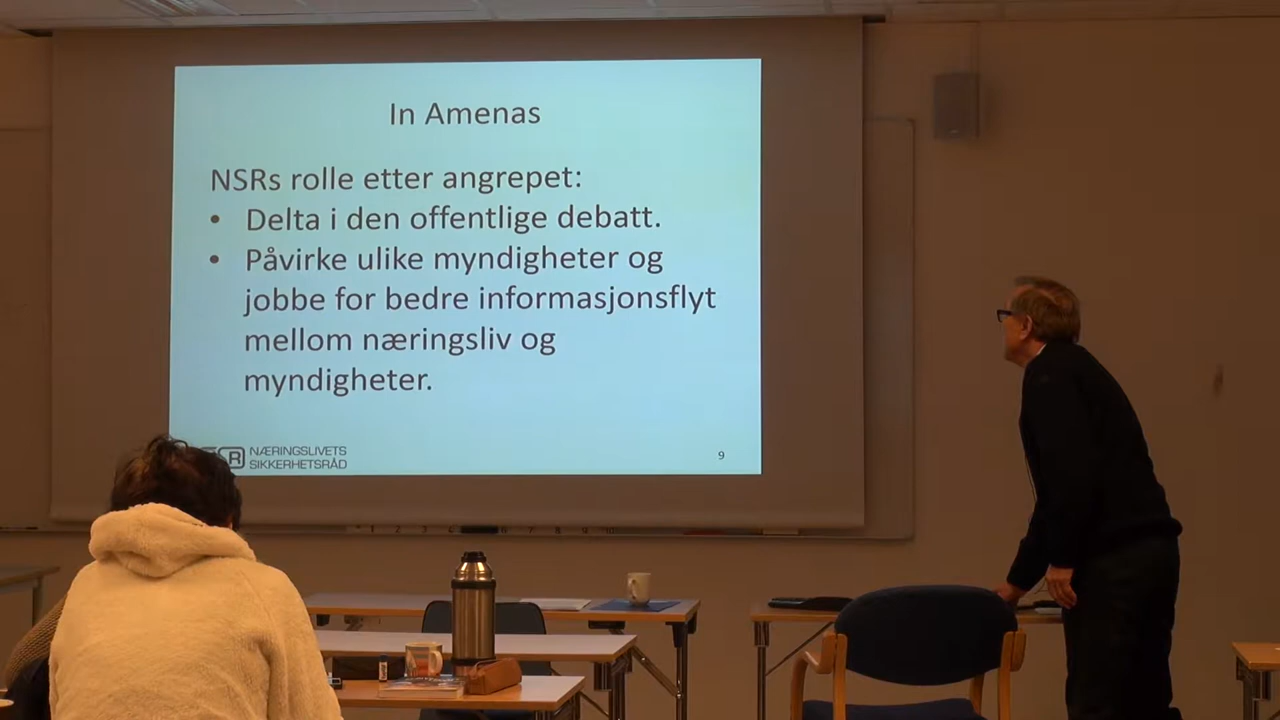 In Amenas
NSRs rolle etter angrepet:
• Delta i den offentlige debatt.
• Påvirke ulike myndigheter og
jobbe for bedre informasjonsflyt
mellom næringsliv og
myndigheter.
NÆRINGSLIVETS
SIKKERHETSRÅD
9